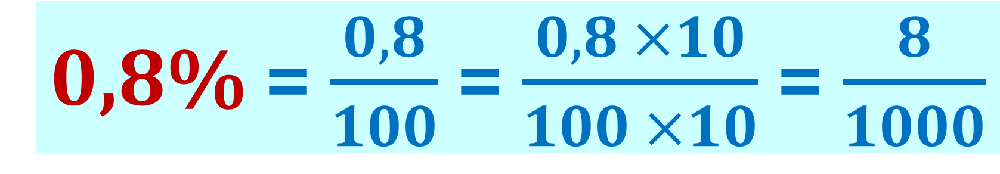 0,8% = 0,8/100 = 0,8 ×10/100 ×10 = 8/1000